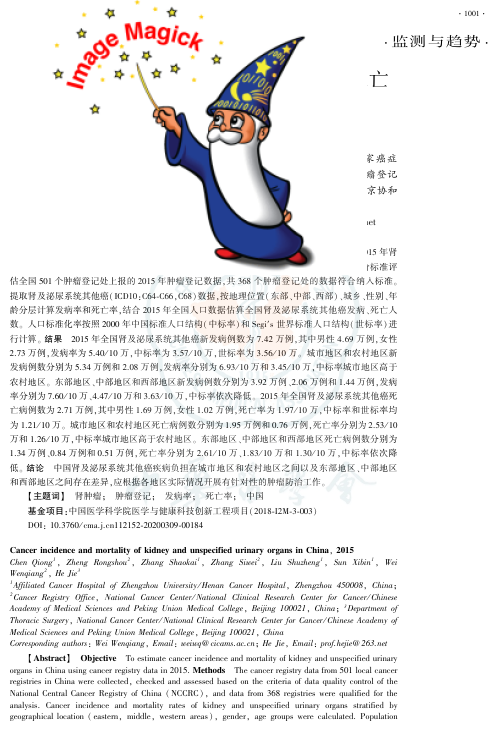 · 1001 ·
· 监测与趋势 ·
Image Magick
亡
家癌症
瘤登记
京协和
net
015 年肾
标准评
估全国 501 个肿瘤登记处上报的 2015 年肿瘤登记数据,共 368 个肿瘤登记处的数据符合纳入标准。
提取肾及泌尿系统其他癌(ICD10:C64-C66,C68)数据,按地理位置(东部、中部、西部)、城乡、性别、年
龄分层计算发病率和死亡率,结合 2015 年全国人口数据估算全国肾及泌尿系统其他癌发病、死亡人
数。人口标准化率按照 2000 年中国标准人口结构(中标率)和 Segi's 世界标准人口结构(世标率)进
行计算。结果 2015 年全国肾及泌尿系统其他癌新发病例数为 7.42 万例,其中男性 4.69 万例,女性
2.73 万例,发病率为 5.40/10 万,中标率为 3.57/10 万,世标率为 3.56/10 万。城市地区和农村地区新
发病例数分别为 5.34 万例和 2.08 万例,发病率分别为 6.93/10 万和 3.45/10 万,中标率城市地区高于
农村地区。东部地区、中部地区和西部地区新发病例数分别为 3.92 万例、2.06 万例和 1.44 万例,发病
率分别为 7.60/10 万、4.47/10 万和 3.63/10 万,中标率依次降低。2015 年全国肾及泌尿系统其他癌死
亡病例数为 2.71 万例,其中男性 1.69 万例,女性 1.02 万例,死亡率为 1.97/10 万,中标率和世标率均
为 1.21/10 万。城市地区和农村地区死亡病例数分别为 1.95 万例和 0.76 万例,死亡率分别为 2.53/10
万和 1.26/10 万,中标率城市地区高于农村地区。东部地区、中部地区和西部地区死亡病例数分别为
1.34 万例、0.84 万例和 0.51 万例,死亡率分别为 2.61/10 万、1.83/10 万和 1.30/10 万,中标率依次降
低。结论 中国肾及泌尿系统其他癌疾病负担在城市地区和农村地区之间以及东部地区、中部地区
和西部地区之间存在差异,应根据各地区实际情况开展有针对性的肿瘤防治工作。
【主题词】 肾肿瘤; 肿瘤登记; 发病率; 死亡率; 中国
基金项目:中国医学科学院医学与健康科技创新工程项目(2018-I2M-3-003)
DOI: 10.3760/cma.j.cn112152-20200309-00184
Cancer incidence and mortality of kidney and unspecified urinary organs in China, 2015
Chen Qiong1, Zheng Rongshou2, Zhang Shaokai1, Zhang Siwei2, Liu Shuzheng1, Sun Xibin1, Wei
Wenqiang2, He Jie3
1Affiliated Cancer Hospital of Zhengzhou University/Henan Cancer Hospital, Zhengzhou 450008, China;
2Cancer Registry Office, National Cancer Center/National Clinical Research Center for Cancer/Chinese
Academy of Medical Sciences and Peking Union Medical College, Beijing 100021, China; 3Department of
Thoracic Surgery, National Cancer Center/National Clinical Research Center for Cancer/Chinese Academy of
Medical Sciences and Peking Union Medical College, Beijing 100021, China
Corresponding authors: Wei Wenqiang, Email: weiwq@cicams.ac.cn; He Jie, Email: prof.hejie@263.net
【Abstract】 Objective To estimate cancer incidence and mortality of kidney and unspecified urinary
organs in China using cancer registry data in 2015. Methods The cancer registry data from 501 local cancer
registries in China were collected, checked and assessed based on the criteria of data quality control of the
National Central Cancer Registry of China (NCCRC), and data from 368 registries were qualified for the
analysis. Cancer incidence and mortality rates of kidney and unspecified urinary organs stratified by
geographical location (eastern, middle, western areas), gender, age groups were calculated. Population